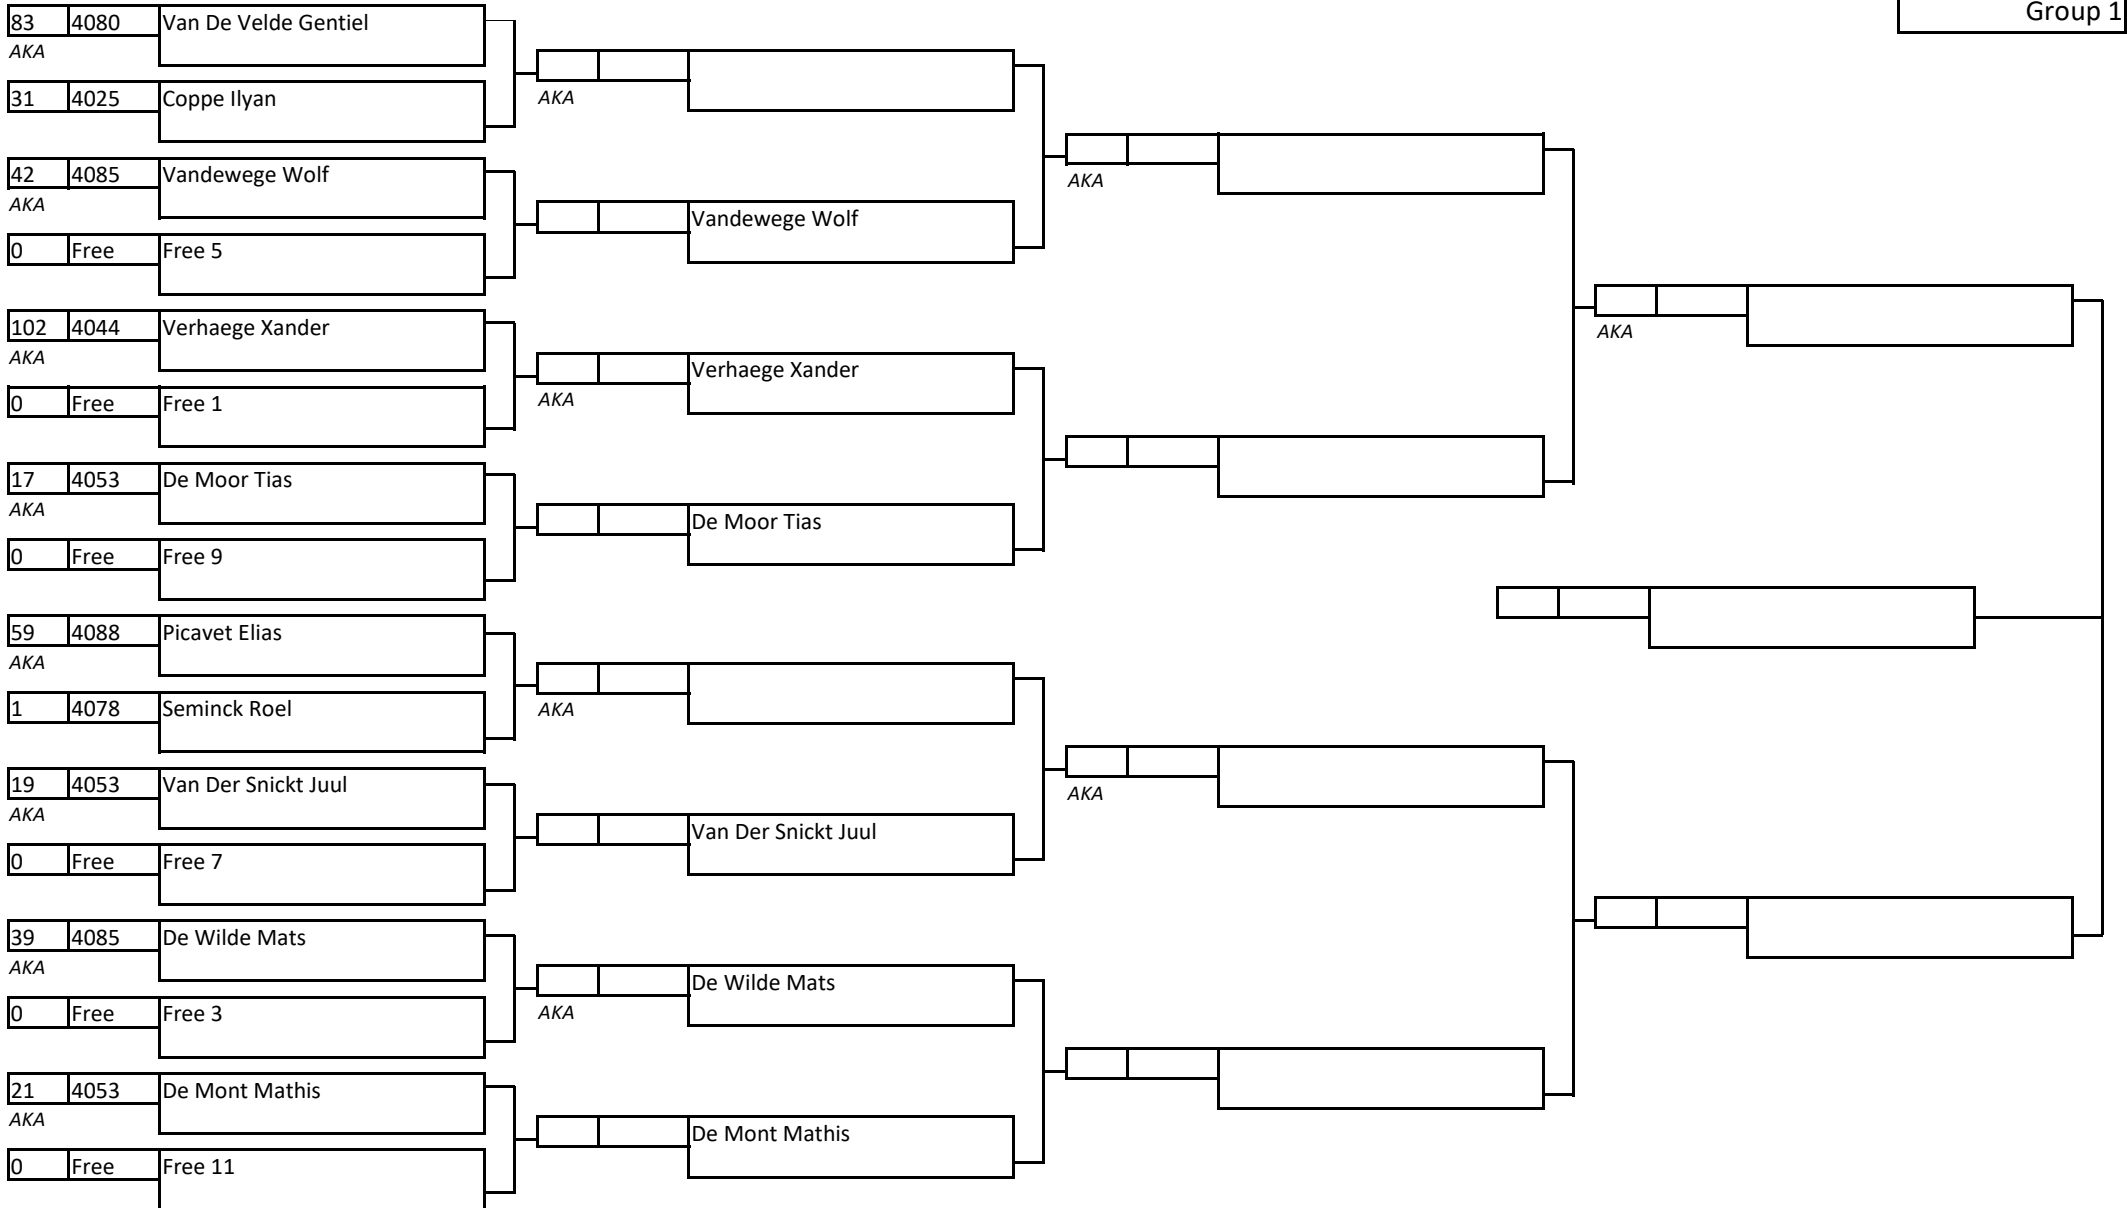 Group 1
83 4080 Van De Velde Gentiel
AKA
31 4025 Coppe Ilyan
AKA
42 4085 Vandewege Wolf
AKA
AKA
Vandewege Wolf
0 Free Free 5
102 4044 Verhaege Xander
AKA
AKA
Verhaege Xander
0 Free Free 1
AKA
17 4053 De Moor Tias
AKA
De Moor Tias
0 Free Free 9
59 4088 Picavet Elias
AKA
1 4078 Seminck Roel
AKA
19 4053 Van Der Snickt Juul
AKA
AKA
Van Der Snickt Juul
0 Free Free 7
39 4085 De Wilde Mats
AKA
De Wilde Mats
0 Free Free 3
AKA
21 4053 De Mont Mathis
AKA
De Mont Mathis
0 Free Free 11